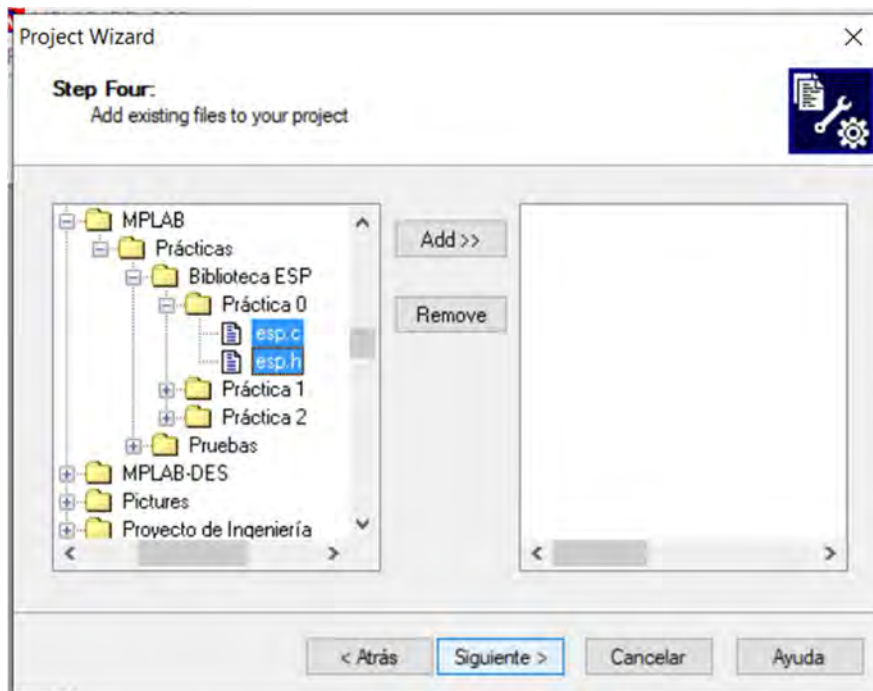 Project Wizard
Step Four:
Add existing files to your project
MPLAB
Prácticas
Biblioteca ESP
Práctica 0
esp.c
esp.h
Práctica 1
Práctica 2
Pruebas
MPLAB-DES
Pictures
Proyecto de Ingeniería
Add >>
Remove
< Atrás
Siguiente >
Cancelar
Ayuda